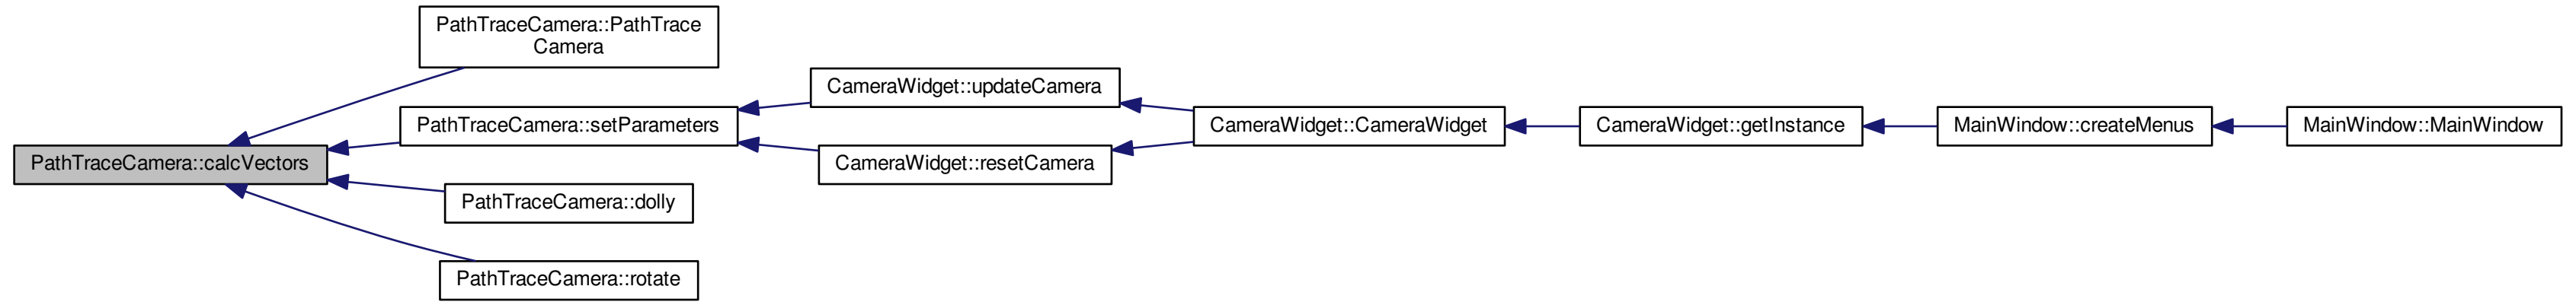 PathTraceCamera::calcVectors
PathTraceCamera::PathTrace
Camera
PathTraceCamera::setParameters
PathTraceCamera::dolly
PathTraceCamera::rotate
CameraWidget::updateCamera
CameraWidget::resetCamera
CameraWidget::CameraWidget
CameraWidget::getInstance
MainWindow::createMenus
MainWindow::MainWindow